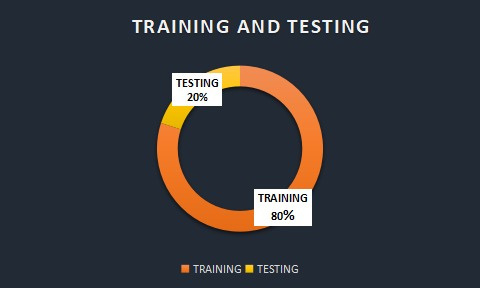 TRAINING AND TESTING
TESTING
20%
TRAINING
80%
TRAINING TESTING